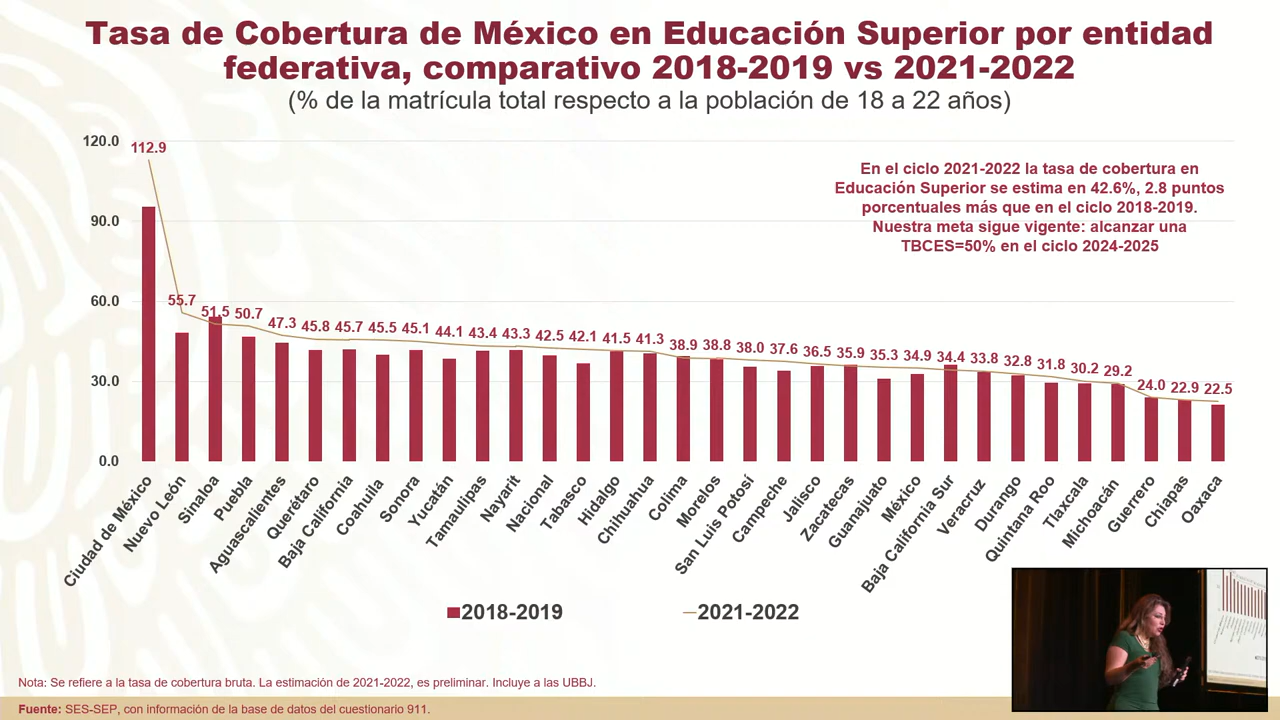 Tasa de Cobertura de México en Educación Superior por entidad
federativa, comparativo 2018-2019 vs 2021-2022
(% de la matrícula total respecto a la población de 18 a 22 años)
En el ciclo 2021-2022 la tasa de cobertura en
Educación Superior se estima en 42.6%, 2.8 puntos
porcentuales más que en el ciclo 2018-2019.
Nuestra meta sigue vigente: alcanzar una
TBCES=50% en el ciclo 2024-2025
120.0
90.0
60.0
30.0
0.0
112.9
55.7
51.5
50.7
47.3
45.8
45.7
45.5
45.1
44.1
43.4
43.3
42.5
42.1
41.5
41.3
38.9
38.8
38.0
37.6
36.5
35.9
35.3
34.9
34.4
33.8
32.8
31.8
30.2
29.2
24.0
22.9
22.5
Ciudad de México
Nuevo León
Sinaloa
Puebla
Aguascalientes
Querétaro
Baja California
Coahuila
Sonora
Yucatán
Tamaulipas
Nayarit
Nacional
Tabasco
Hidalgo
Chihuahua
Colima
Morelos
San Luis Potosí
Campeche
Jalisco
Zacatecas
Guanajuato
México
Baja California Sur
Veracruz
Durango
Quintana Roo
Tlaxcala
Michoacán
Guerrero
Chiapas
Oaxaca
2018-2019
2021-2022
Nota: Se refiere a la tasa de cobertura bruta. La estimación de 2021-2022, es preliminar. Incluye a las UBBJ.
Fuente: SES-SEP, con información de la base de datos del cuestionario 911.